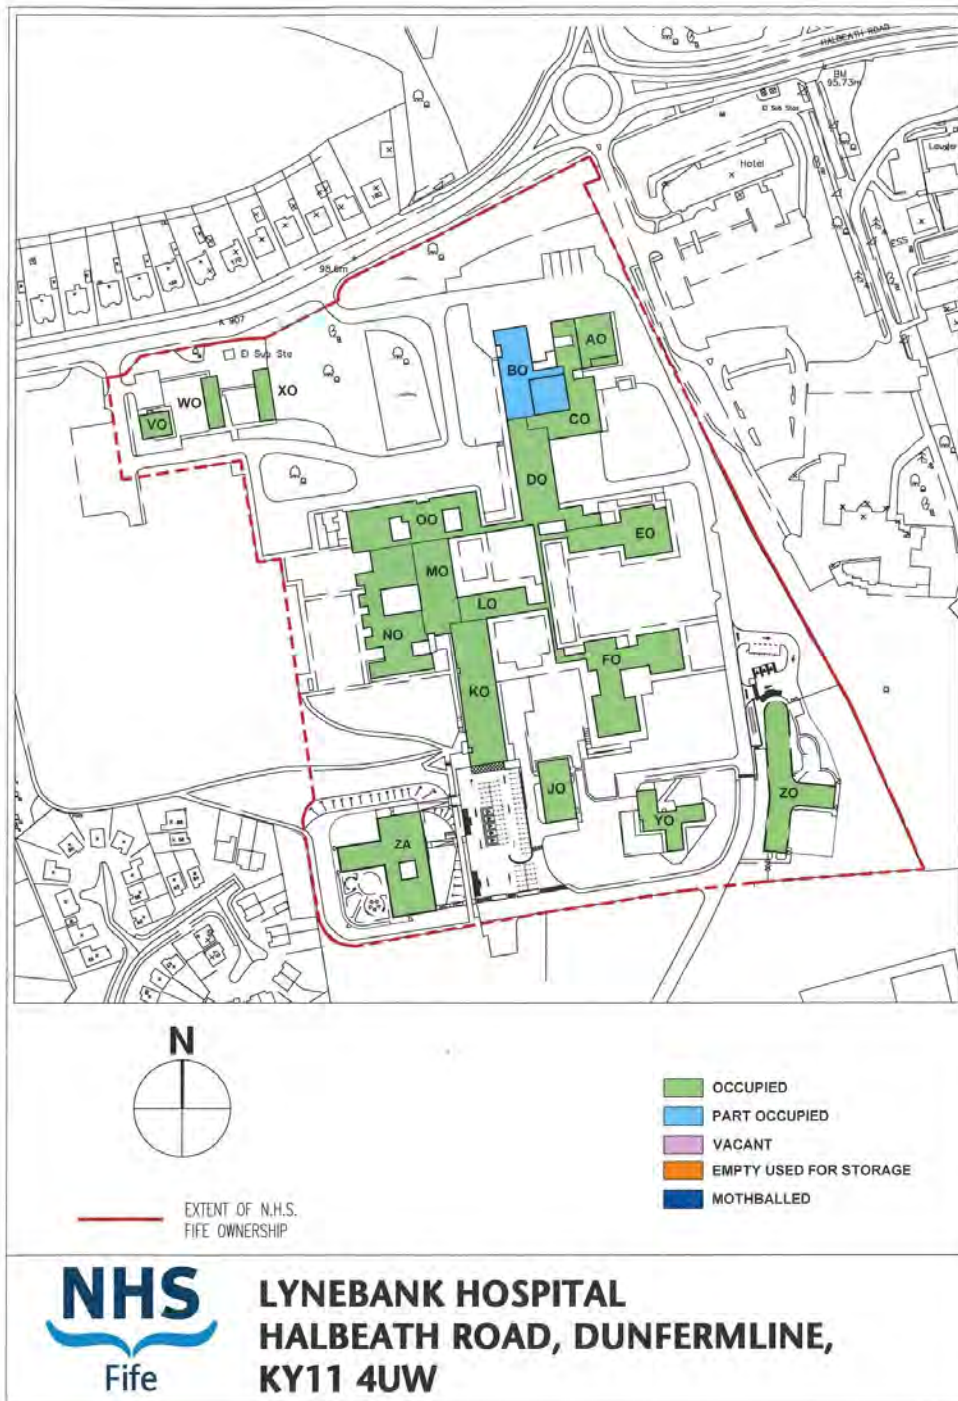 HALBEATH ROAD
BM
95.73m
El Sub Sta
Hotel
ESS
98.6m
A 907
El Sub Sta
AO
BO
XO
WO
CO
VO
DO
OO
EO
MO
LO
NO
FO
KO
JO
ZO
YO
ZA
N
OCCUPIED
PART OCCUPIED
VACANT
EMPTY USED FOR STORAGE
MOTHBALLED
EXTENT OF N.H.S.
FIFE OWNERSHIP
NHS
Fife
LYNEBANK HOSPITAL
HALBEATH ROAD, DUNFERMLINE,
KY11 4UW